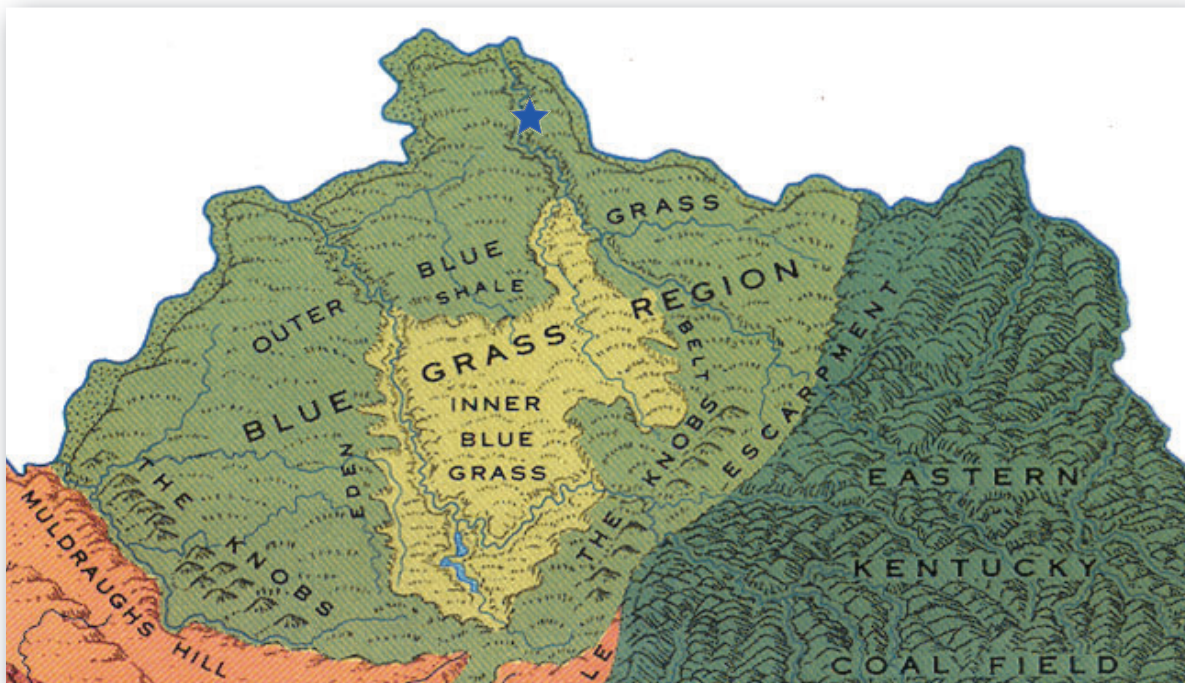 GRASS
BLUE
SHALE
OUTER
REGION
BELT
GRASS
BLUE
INNER
BLUE
GRASS
EDEN
THE
KNOBS
KNOBS
THE
ESCARPMENT
EASTERN
KENTUCKY
COAL FIELD
MULDRAUGHS HILL
LE